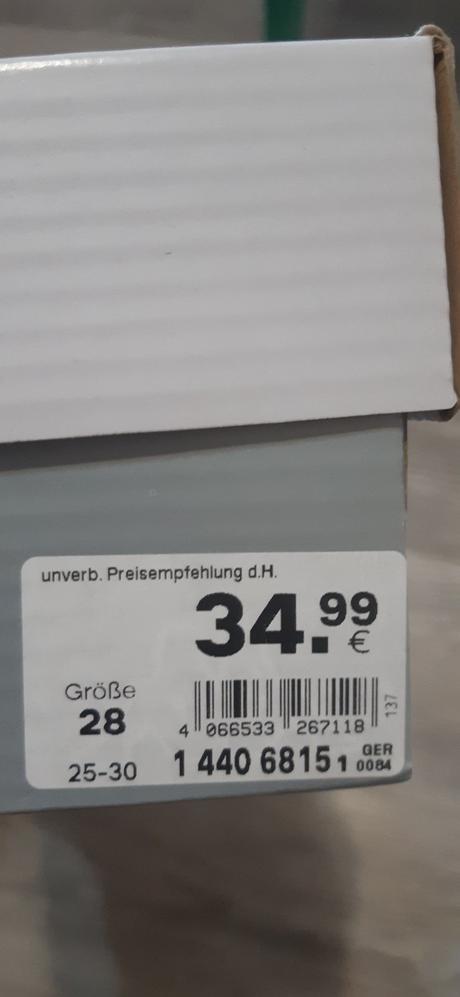 unverb. Preisempfehlung d.H.
34.99
€
Größe
28
25-30
4 066533 267118
137
1 440 6815 1
GER
0084